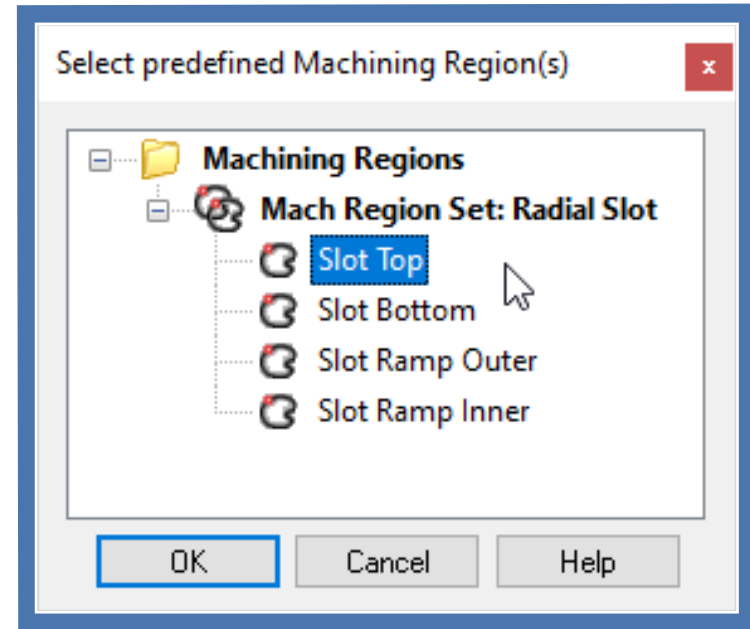 Select predefined Machining Region(s)
x
Machining Regions
Mach Region Set: Radial Slot
Slot Top
Slot Bottom
Slot Ramp Outer
Slot Ramp Inner
OK Cancel Help